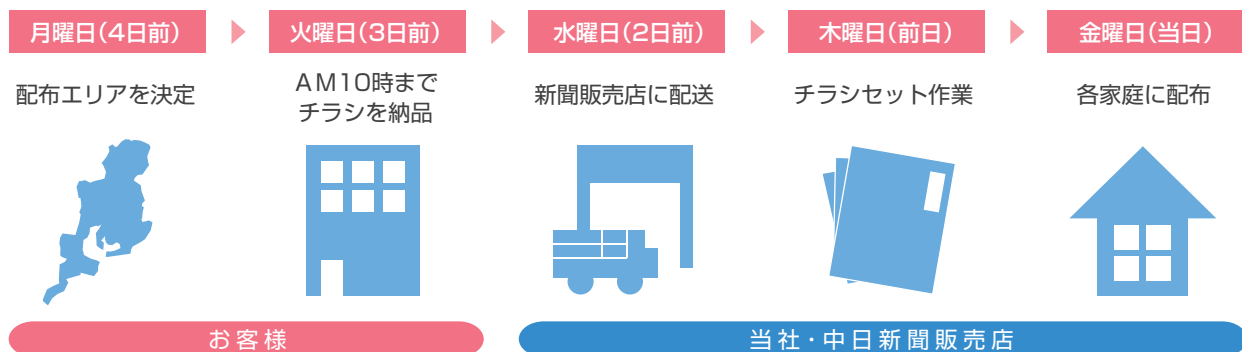 月曜日(4日前)
火曜日(3日前)
水曜日(2日前)
木曜日(前日)
金曜日(当日)
配布エリアを決定
AM10時まで
チラシを納品
新聞販売店に配送
チラシセット作業
各家庭に配布
お客様
当社・中日新聞販売店